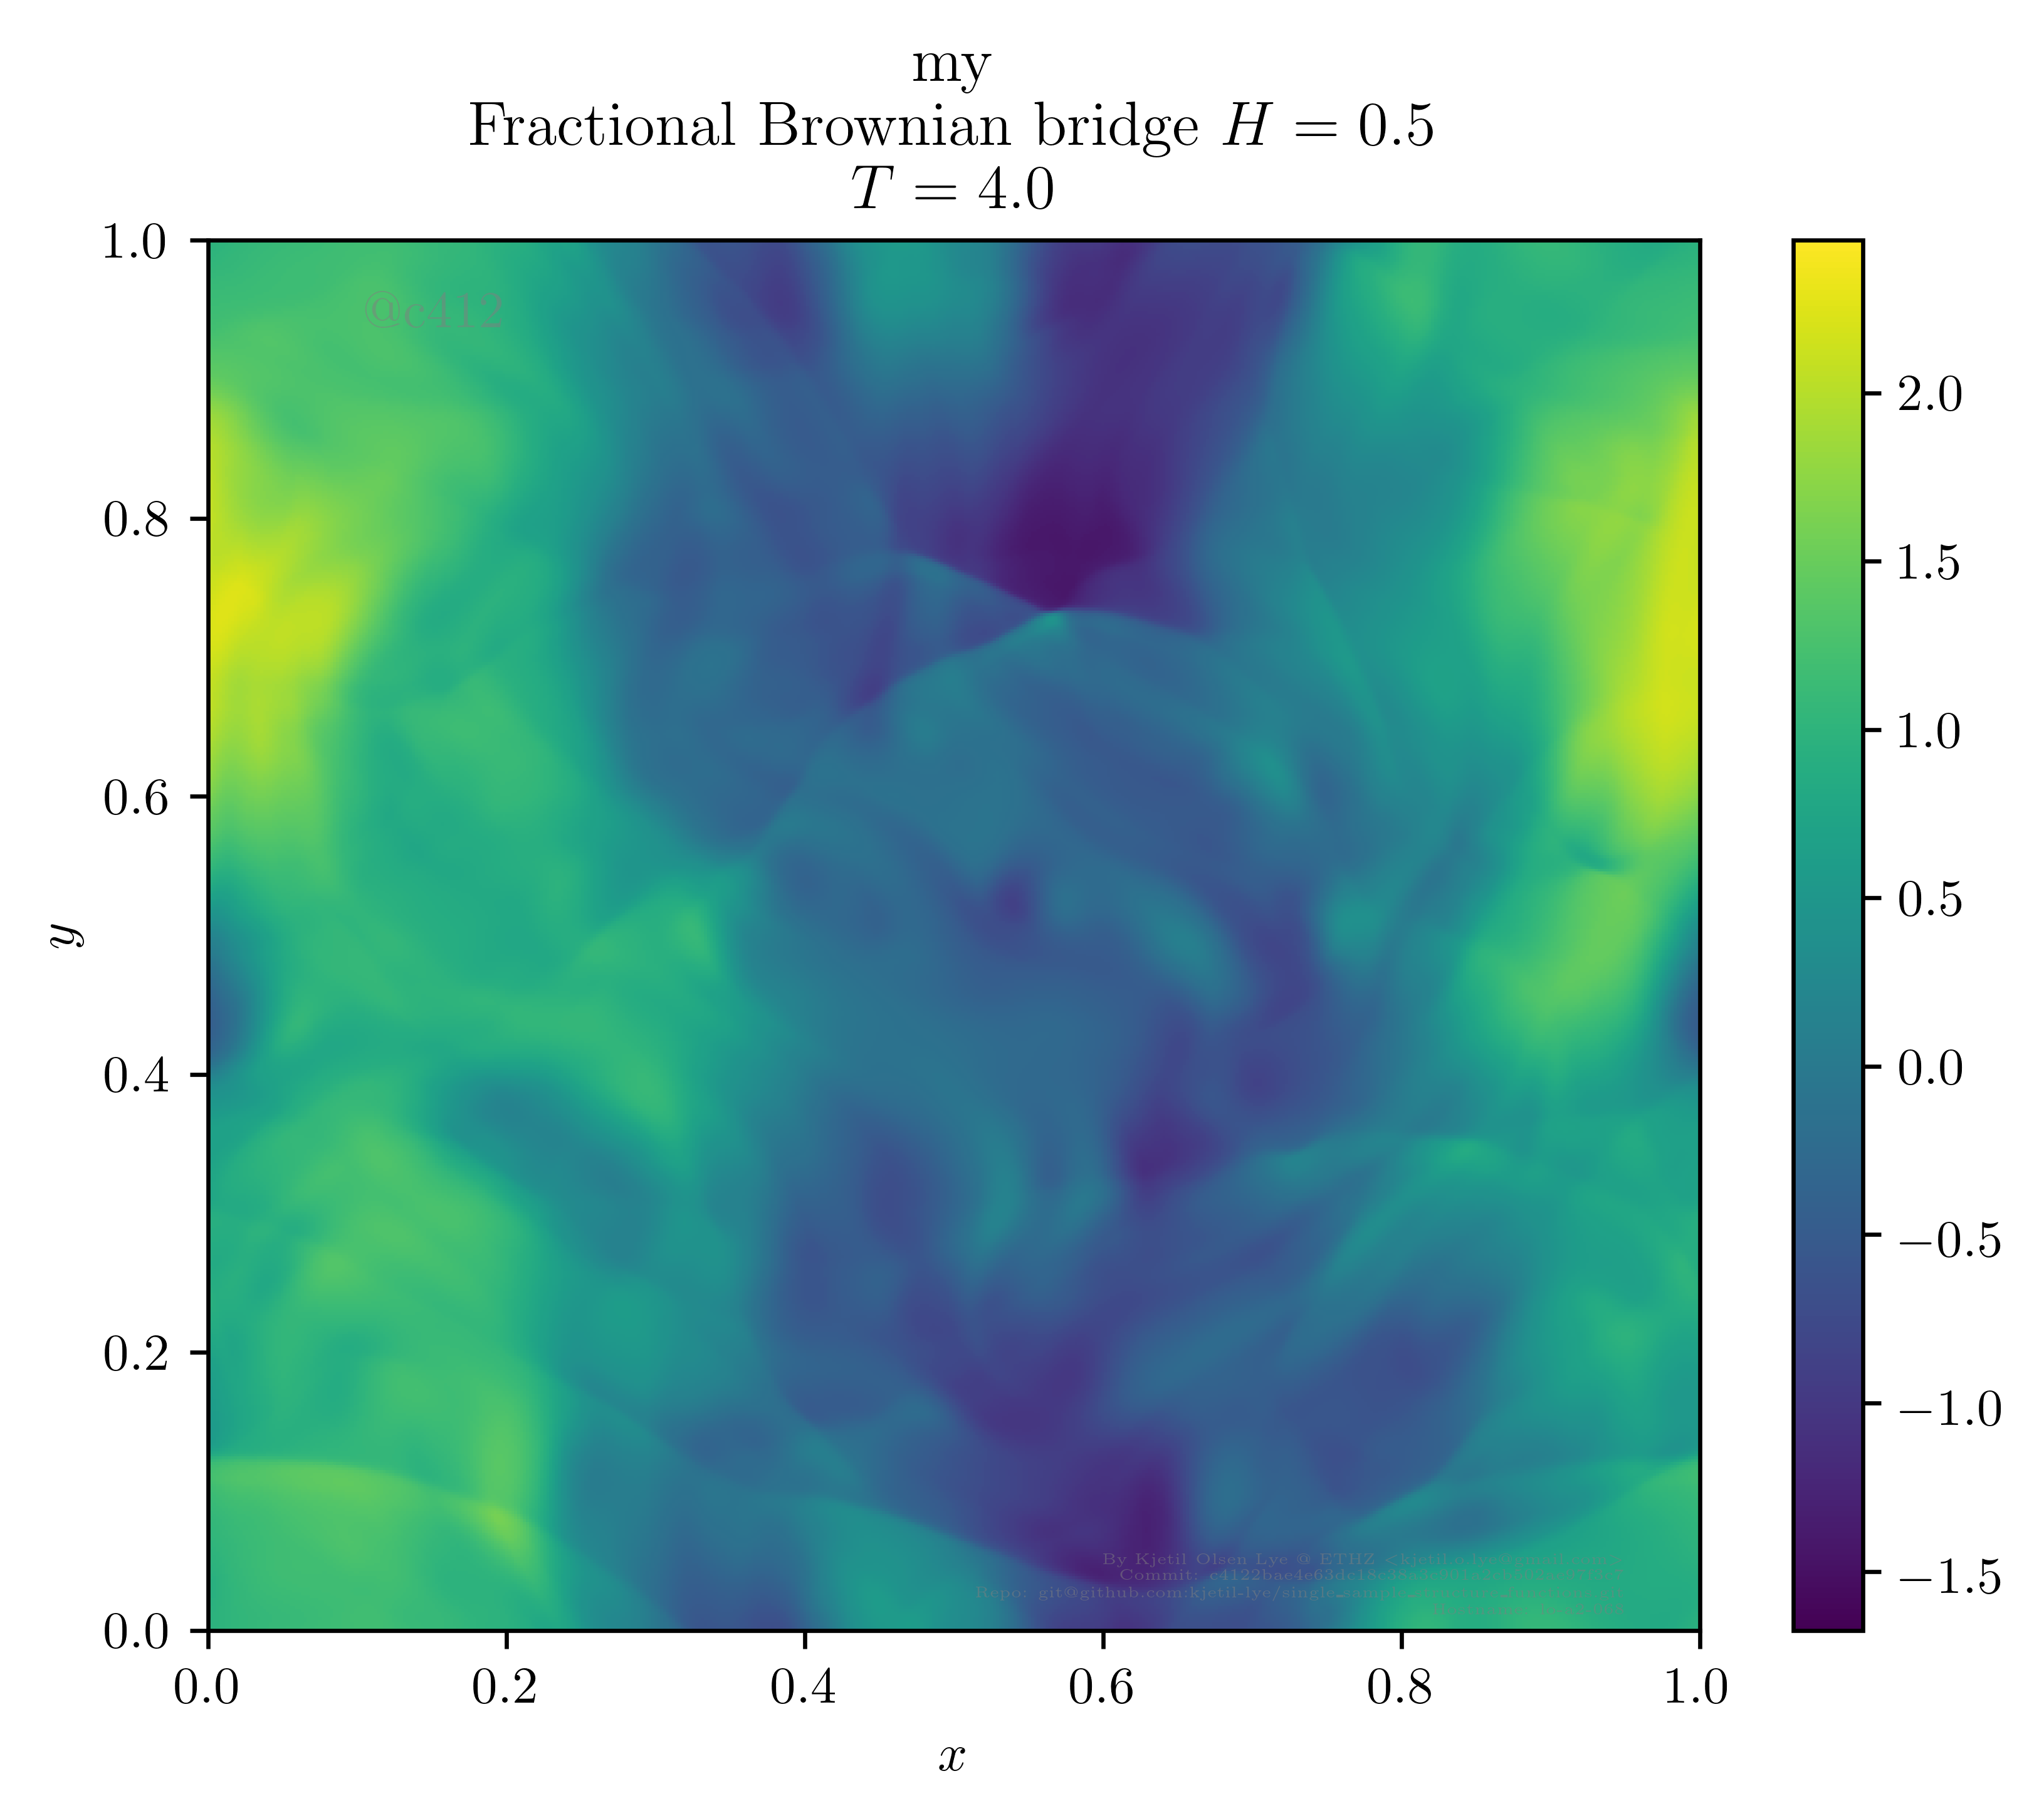 my
Fractional Brownian bridge H = 0.5
T = 4.0
1.0
0.8
0.6
0.4
0.2
0.0
y
@c412
By Kjetil Olsen Lye @ ETHZ
Commit:
Repo:
0.0 0.2 0.4 0.6 0.8 1.0
x
2.0
1.5
1.0
0.5
0.0
−0.5
−1.0
−1.5